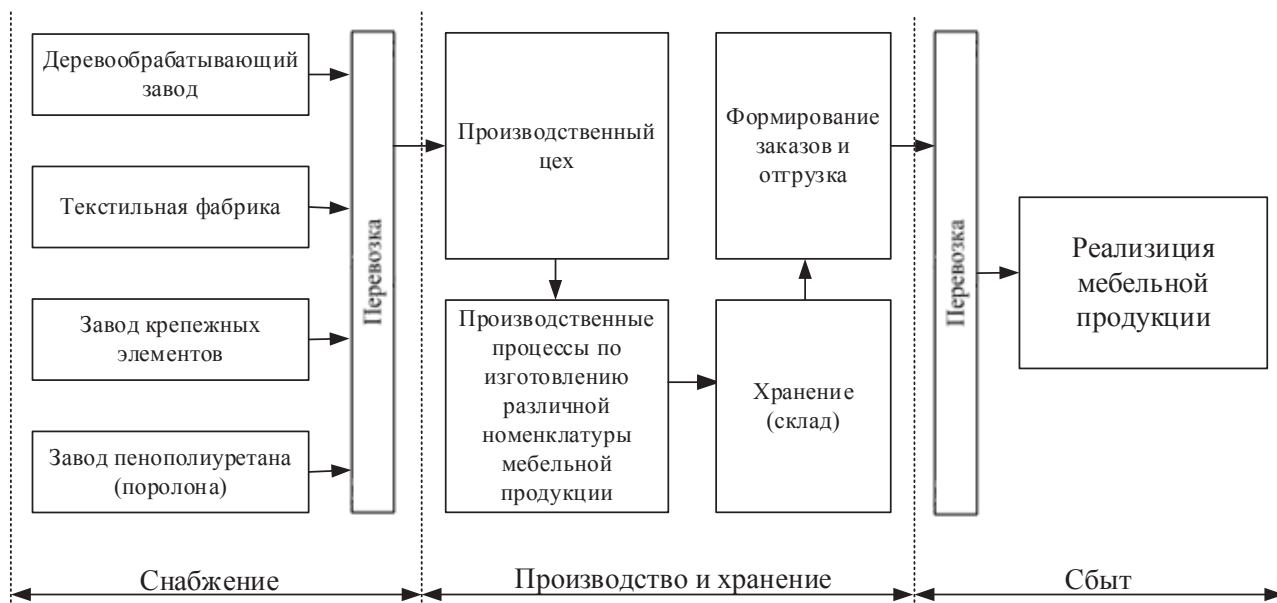 Деревообрабатывающий
завод
Текстильная фабрика
Завод крепежных
элементов
Завод пенополиуретана
(поролона)
Перевозка
Производственный
цех
Производственные
процессы по
изготовлению
различной
номенклатуры
мебельной
продукции
Хранение
(склад)
Формирование
заказов и
отгрузка
Перевозка
Реализиция
мебельной
продукции
Снабжение
Производство и хранение
Сбыт